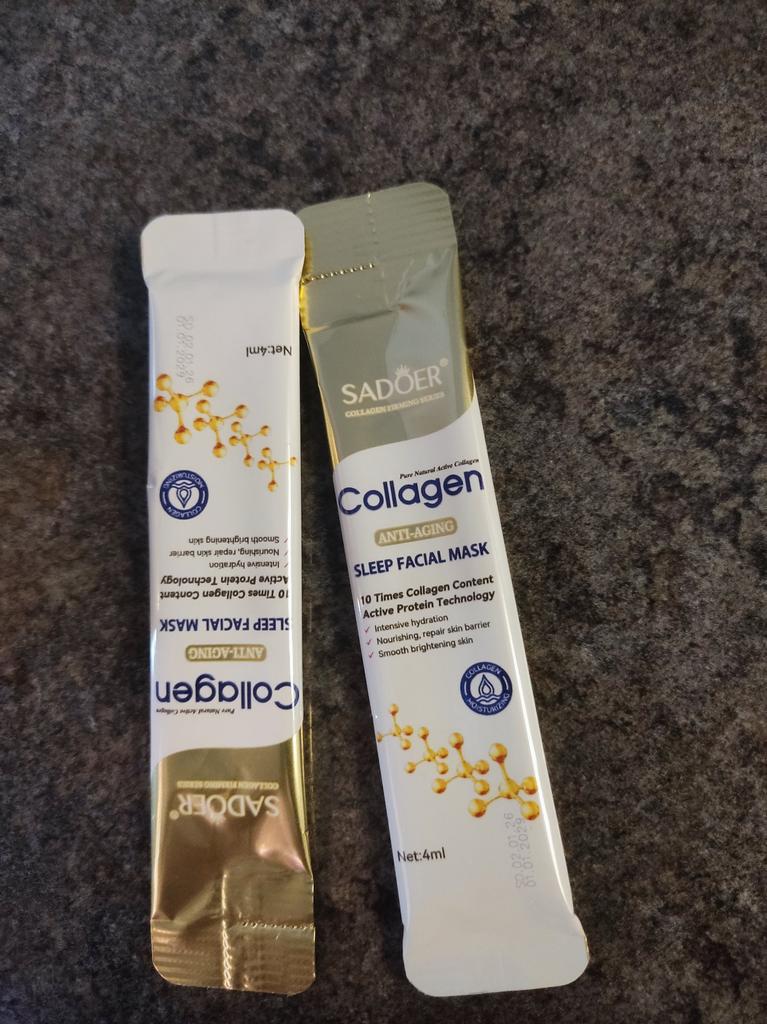 SADOER®
COLLAGEN FIRMING SERIES
Pure Natural Active Collagen
Collagen
ANTI-AGING
SLEEP FACIAL MASK
10 Times Collagen Content
Active Protein Technology
✓ Intensive hydration
✓ Nourishing, repair skin barrier
✓ Smooth brightening skin
COLLAGEN
MOISTURIZING
Net:4ml
SADOER®
COLLAGEN FIRMING SERIES
Pure Natural Active Collagen
Collagen
ANTI-AGING
SLEEP FACIAL MASK
10 Times Collagen Content
Active Protein Technology
✓ Intensive hydration
✓ Nourishing, repair skin barrier
✓ Smooth brightening skin
COLLAGEN
MOISTURIZING
Net:4ml